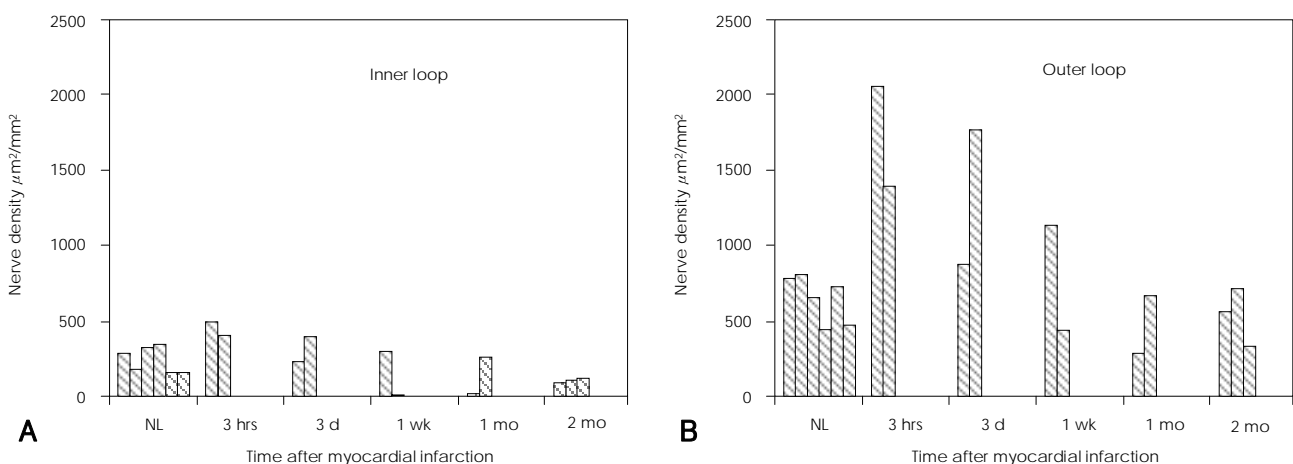 2500
2000
1500
1000
500
0
Nerve density μm²/mm²
Inner loop
NL 3 hrs 3 d 1 wk 1 mo 2 mo
Time after myocardial infarction
A
2500
2000
1500
1000
500
0
Nerve density μm²/mm²
Outer loop
NL 3 hrs 3 d 1 wk 1 mo 2 mo
Time after myocardial infarction
B